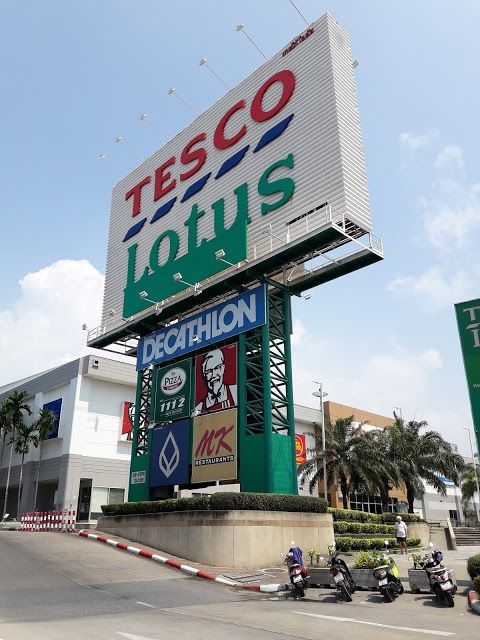 TESCO
Lotus
DECATHLON
The
PIZZA
COMPANY
1112
MK
RESTAURANTS